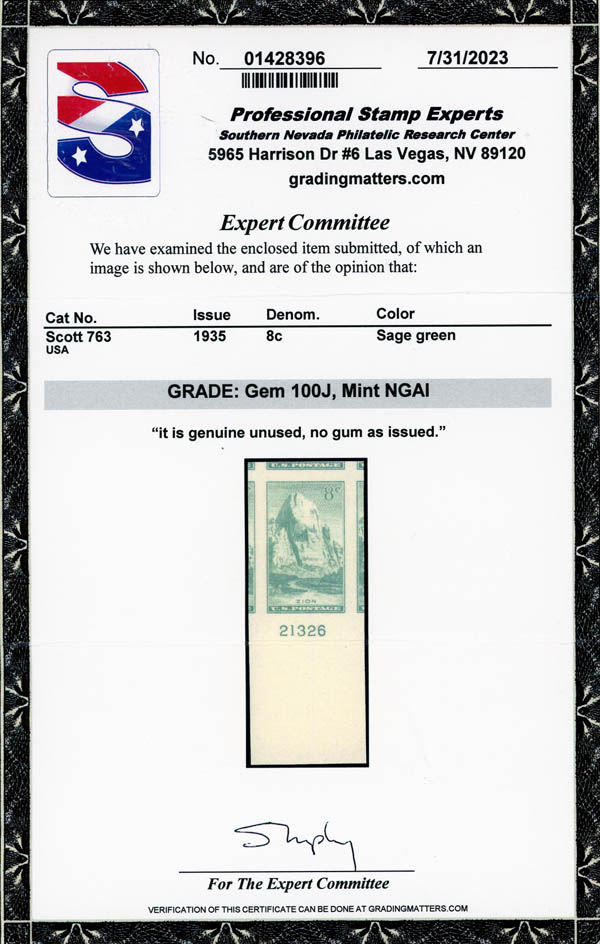 No. 01428396 7/31/2023
Professional Stamp Experts
Southern Nevada Philatelic Research Center
5965 Harrison Dr #6 Las Vegas, NV 89120
gradingmatters.com
Expert Committee
We have examined the enclosed item submitted, of which an
image is shown below, and are of the opinion that:
Cat No. Issue Denom. Color
Scott 763 1935 8c Sage green
USA
GRADE: Gem 100J, Mint NGAI
“it is genuine unused, no gum as issued.”
U.S. POSTAGE
8c
ZION
U.S. POSTAGE
21326
For The Expert Committee
VERIFICATION OF THIS CERTIFICATE CAN BE DONE AT GRADINGMATTERS.COM